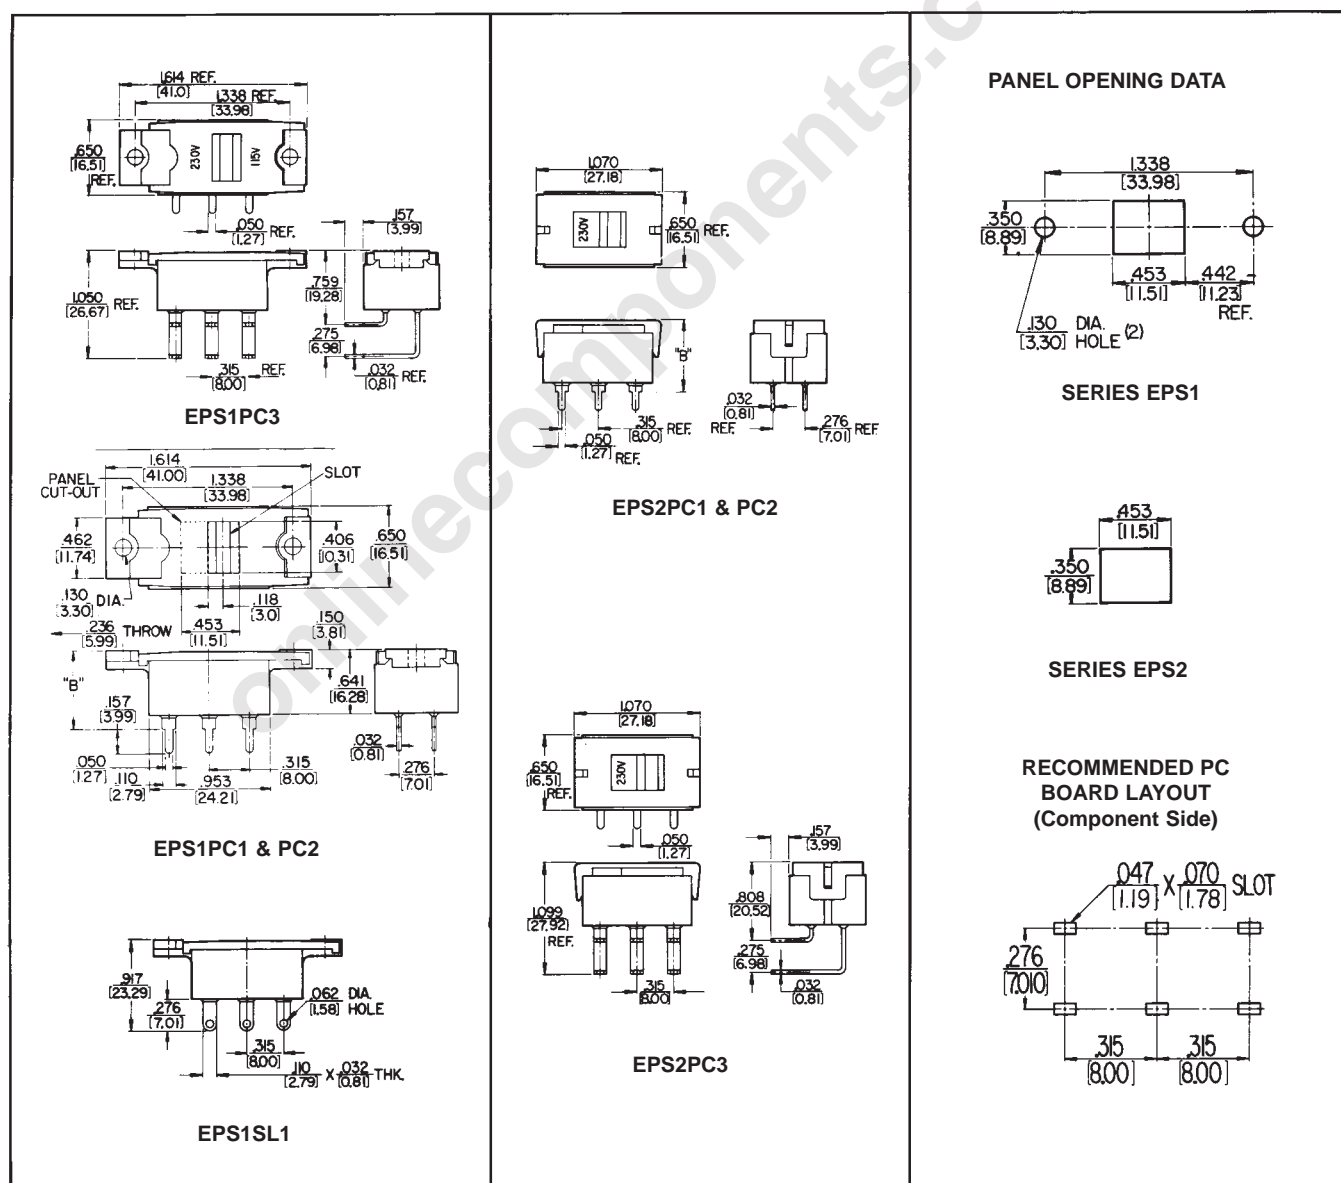 1.614 REF.
[41.0]
1.338 REF.
[33.98]
.650
[16.51]
REF.
230V
115V
.050 REF.
[1.27]
.157
[3.99]
1.050 REF.
[26.67]
.759
[19.28]
.275
[6.98]
.315 REF.
[8.00]
.032 REF.
[0.81]
EPS1PC3
1.614
[41.00]
PANEL
CUT-OUT
1.338
[33.98]
SLOT
.462
[11.74]
.406
[10.31]
.650
[16.51]
.130 DIA.
[3.30]
.118
[3.0]
.236 THROW
[5.99]
.453
[11.51]
.150
[3.81]
"B"
.641
[16.28]
.157
[3.99]
.032
[0.81]
.050
[1.27]
.110
[2.79]
.953
[24.21]
.315
[8.00]
.276
[7.01]
EPS1PC1 & PC2
.917
[23.29]
.276
[7.01]
.062 DIA.
[1.58] HOLE
.315
[8.00]
.110 X .032 THK.
[2.79] [0.81]
EPS1SL1
1.070
[27.18]
230V
.650 REF.
[16.51]
"B"
.032
[0.81]
REF.
.315 REF.
[8.00]
.276 REF.
[7.01]
.050
[1.27] REF.
EPS2PC1 & PC2
1.070
[27.18]
.650
[16.51]
REF.
230V
.050
[1.27]
.157
[3.99]
1.099
[27.92]
REF.
.808
[20.52]
.275
[6.98]
.315
[8.00]
.032
[0.81]
EPS2PC3
PANEL OPENING DATA
1.338
[33.98]
.350
[8.89]
.453
[11.51]
.442
[11.23]
REF.
.130 DIA. (2)
[3.30] HOLE
SERIES EPS1
.453
[11.51]
.350
[8.89]
SERIES EPS2
RECOMMENDED PC
BOARD LAYOUT
(Component Side)
.047 X .070 SLOT
[1.19] [1.78]
.276
[7.010]
.315 .315
[8.00] [8.00]
onlinecomponents.c